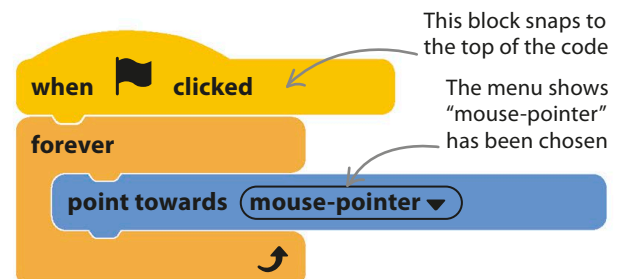 This block snaps to
the top of the code
when clicked
The menu shows
“mouse-pointer”
has been chosen
forever
point towards mouse-pointer